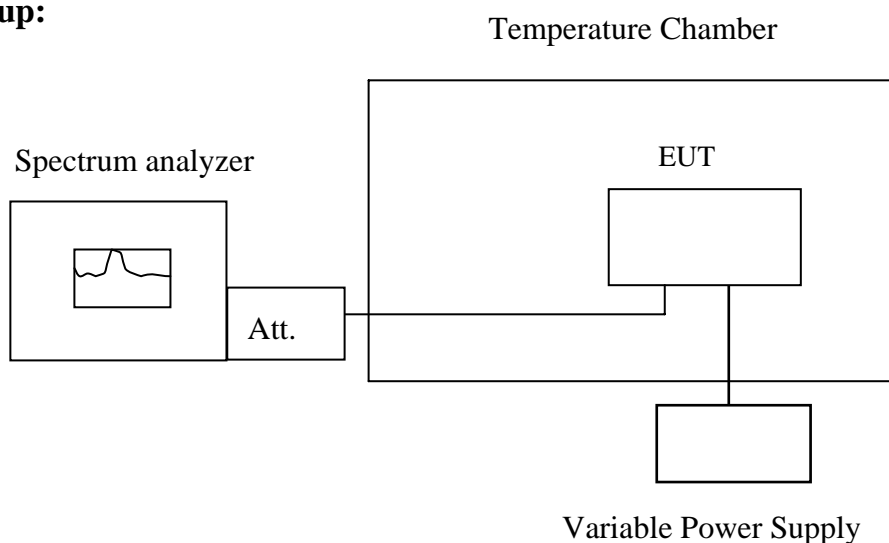 up:
Temperature Chamber
Spectrum analyzer
EUT
Att.
Variable Power Supply